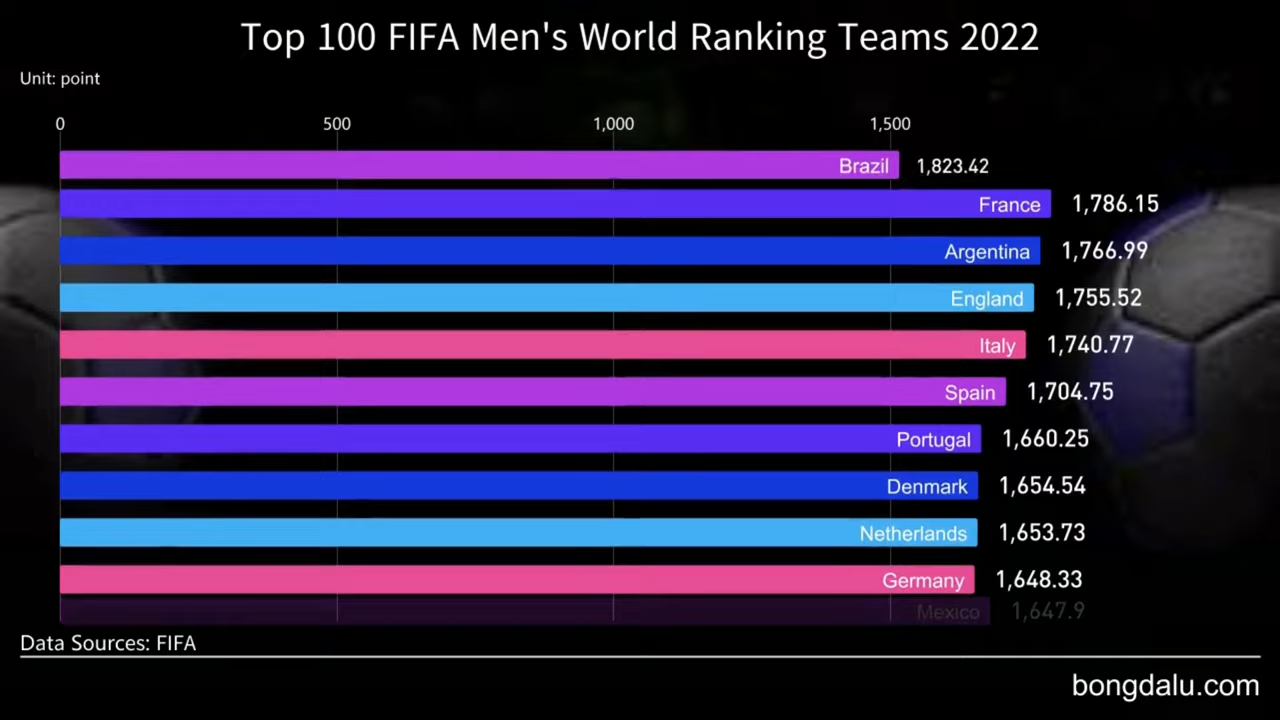 Top 100 FIFA Men's World Ranking Teams 2022
Unit: point
0 500 1,000 1,500
Brazil 1,823.42
France 1,786.15
Argentina 1,766.99
England 1,755.52
Italy 1,740.77
Spain 1,704.75
Portugal 1,660.25
Denmark 1,654.54
Netherlands 1,653.73
Germany 1,648.33
Mexico 1,647.9
Data Sources: FIFA
bongdalu.com